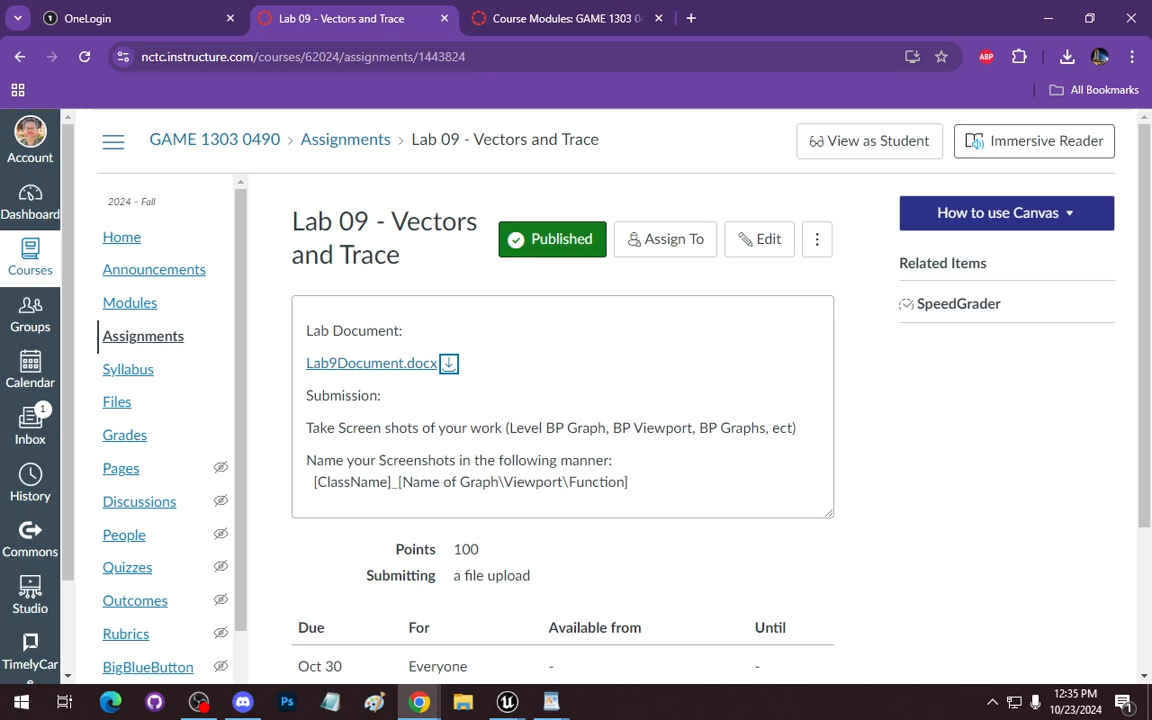 OneLogin
Lab 09 - Vectors and Trace
Course Modules: GAME 1303 0
nctc.instructure.com/courses/62024/assignments/1443824
ABP
All Bookmarks
Account
Dashboard
Courses
Groups
Calendar
1
Inbox
History
Commons
Studio
TimelyCar
GAME 1303 0490 › Assignments › Lab 09 - Vectors and Trace
View as Student
Immersive Reader
2024 - Fall
Home
Announcements
Modules
Assignments
Syllabus
Files
Grades
Pages
Discussions
People
Quizzes
Outcomes
Rubrics
BigBlueButton
Lab 09 - Vectors
and Trace
Published
Assign To
Edit
Lab Document:
Lab9Document.docx
Submission:
Take Screen shots of your work (Level BP Graph, BP Viewport, BP Graphs, ect)
Name your Screenshots in the following manner:
[ClassName]_[Name of Graph\Viewport\Function]
Points 100
Submitting a file upload
Due For Available from Until
Oct 30 Everyone - -
How to use Canvas
Related Items
SpeedGrader
Ps
12:35 PM
10/23/2024
1